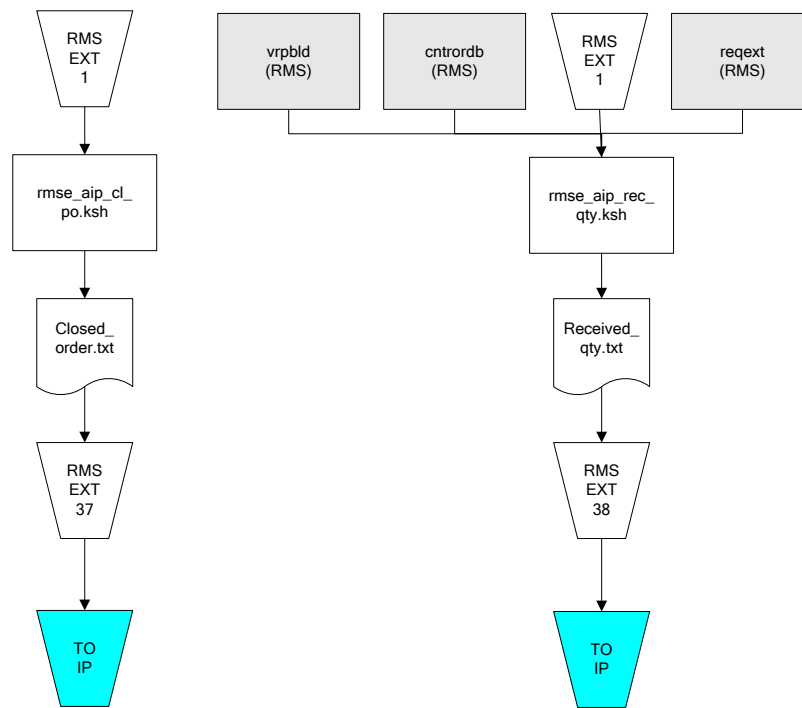 RMS
EXT
1
rmse_aip_cl_
po.ksh
Closed_
order.txt
RMS
EXT
37
TO
IP
vrpbld
(RMS)
cntrordb
(RMS)
RMS
EXT
1
reqext
(RMS)
rmse_aip_rec_
qty.ksh
Received_
qty.txt
RMS
EXT
38
TO
IP